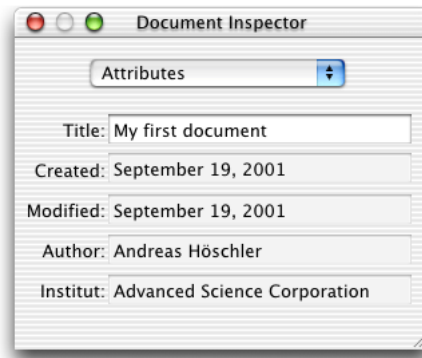 Document Inspector
Attributes
Title: My first document
Created: September 19, 2001
Modified: September 19, 2001
Author: Andreas Höschler
Institut: Advanced Science Corporation